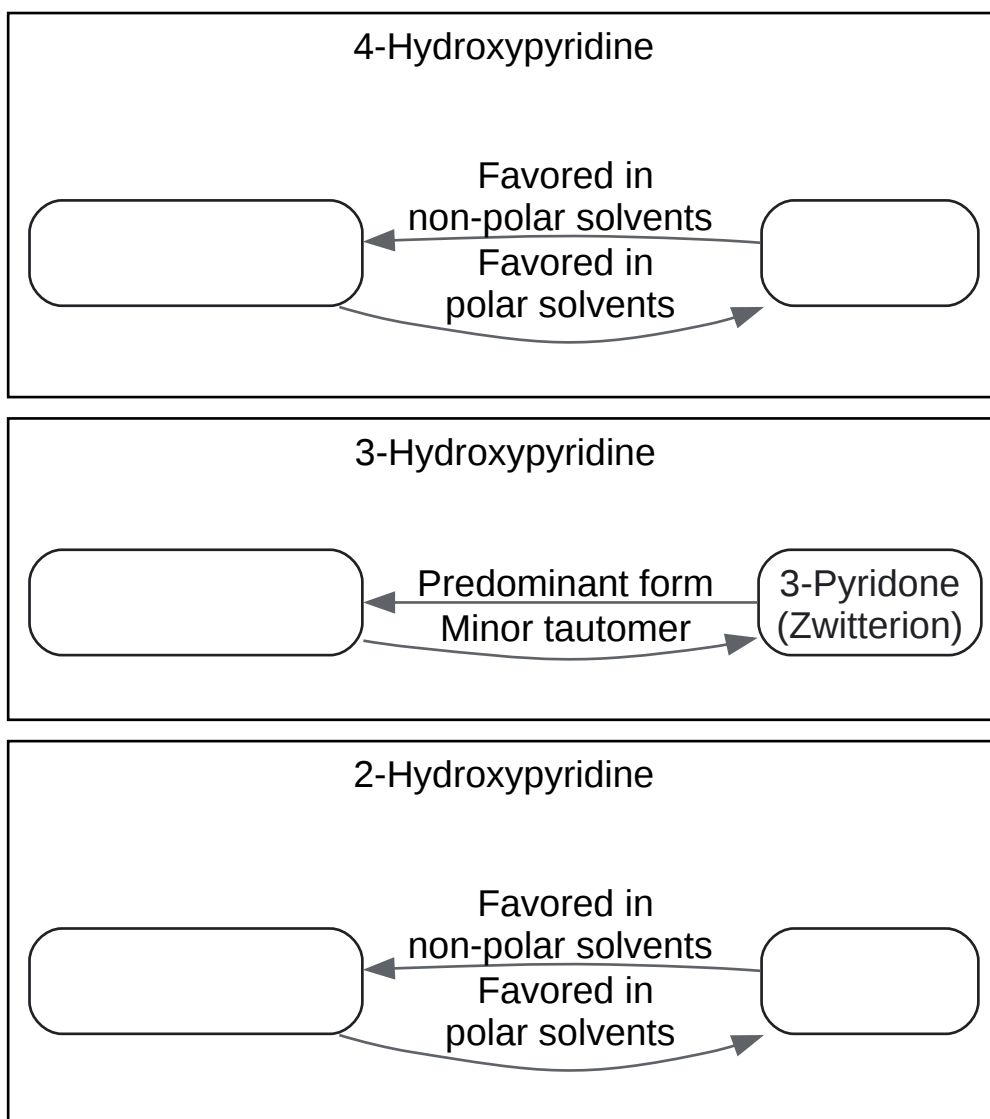 4-Hydroxypyridine
Favored in
non-polar solvents
Favored in
polar solvents
3-Hydroxypyridine
Predominant form
Minor tautomer
3-Pyridone
(Zwitterion)
2-Hydroxypyridine
Favored in
non-polar solvents
Favored in
polar solvents